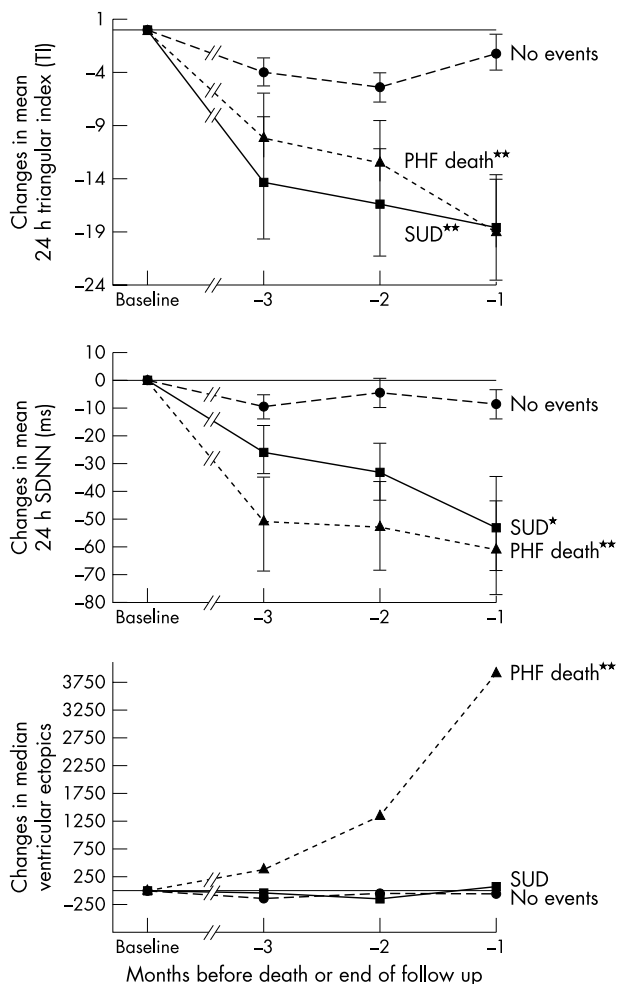 Changes in mean
24 h triangular index (TI)
1
–4
–9
–14
–19
–24
No events
PHF death★★
SUD★★
Baseline
–3
–2
–1
Changes in mean
24 h SDNN (ms)
10
0
–10
–20
–30
–40
–50
–60
–70
–80
No events
SUD★
PHF death★★
Baseline
–3
–2
–1
Changes in median
ventricular ectopics
3750
3250
2750
2250
1750
1250
750
250
–250
PHF death★★
SUD
No events
Baseline
–3
–2
–1
Months before death or end of follow up